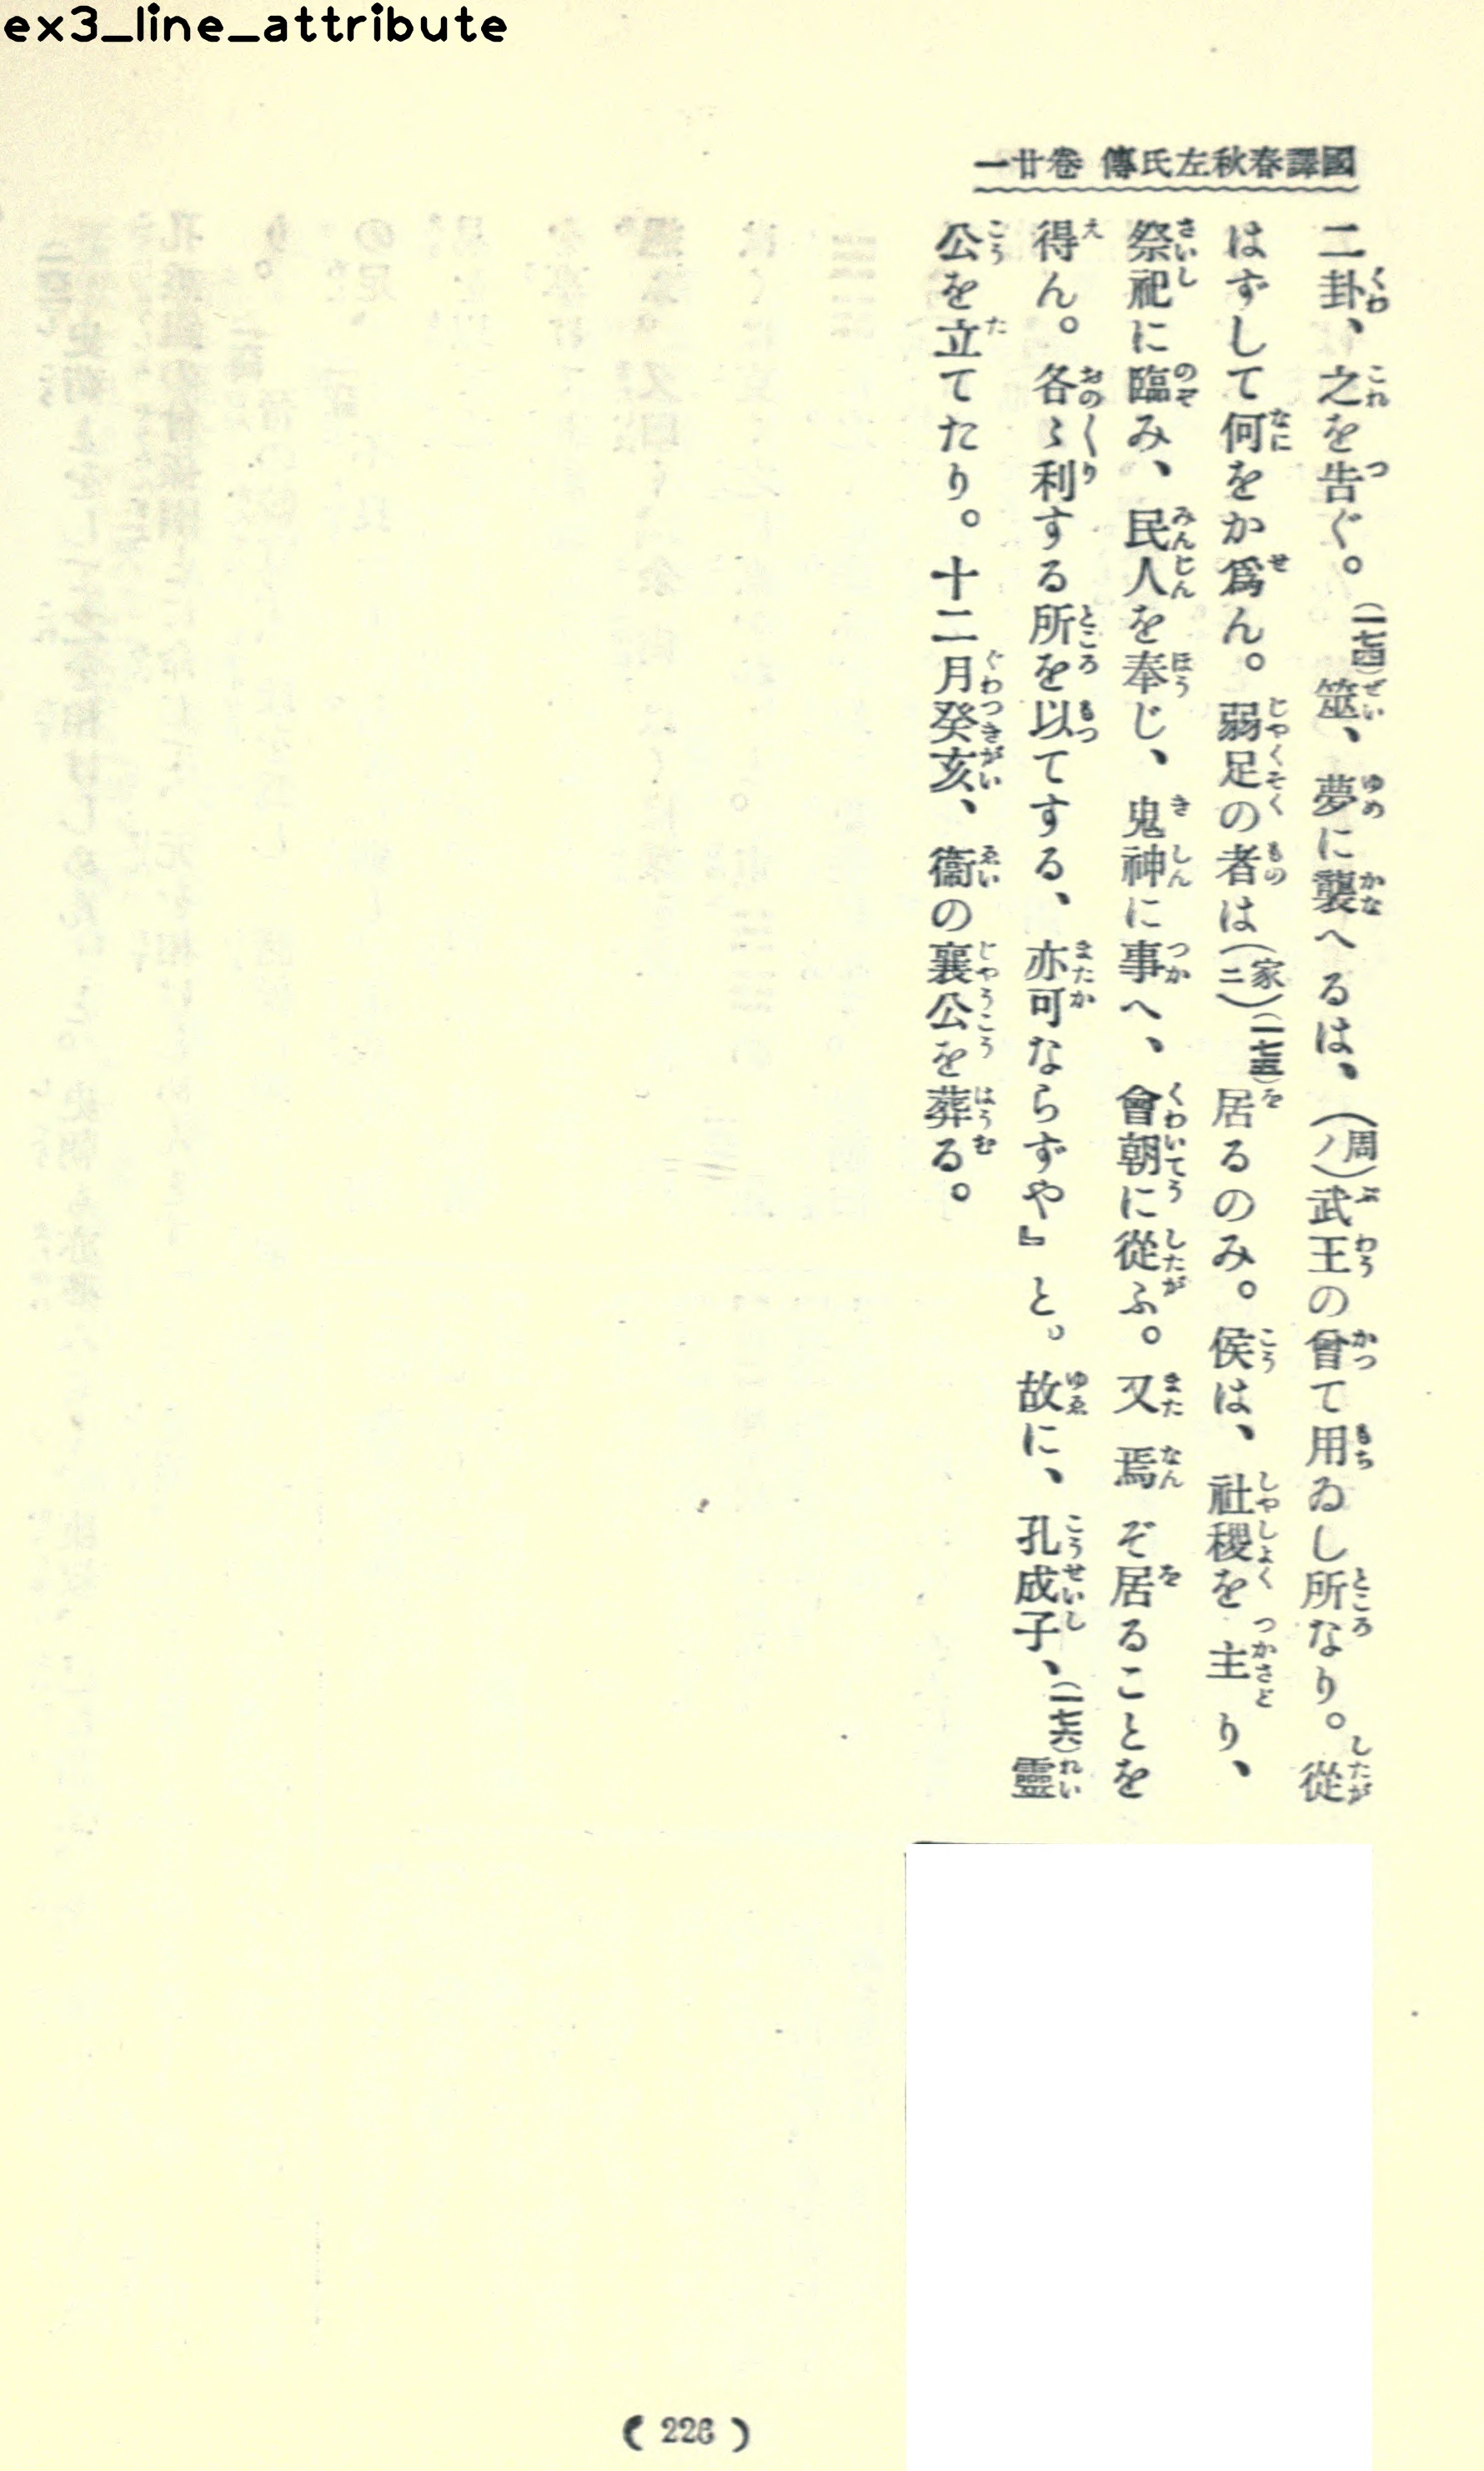 ex3_line_attribute
國譯春秋左氏傳 卷廿一
二卦、之を告ぐ。(一七四)筮、夢に襲へるは、(周ノ)武王の曾て用ゐし所なり。從
はずして何をか爲ん。弱足の者は(家ニ)(一七五)居るのみ。侯は、社稷を主り、
祭祀に臨み、民人を奉じ、鬼神に事へ、會朝に從ふ。又焉ぞ居ることを
得ん。各〻利する所を以てする、亦可ならずや』と。故に、孔成子、(一七六)靈
公を立てたり。十二月癸亥、衞の襄公を葬る。
( 226 )